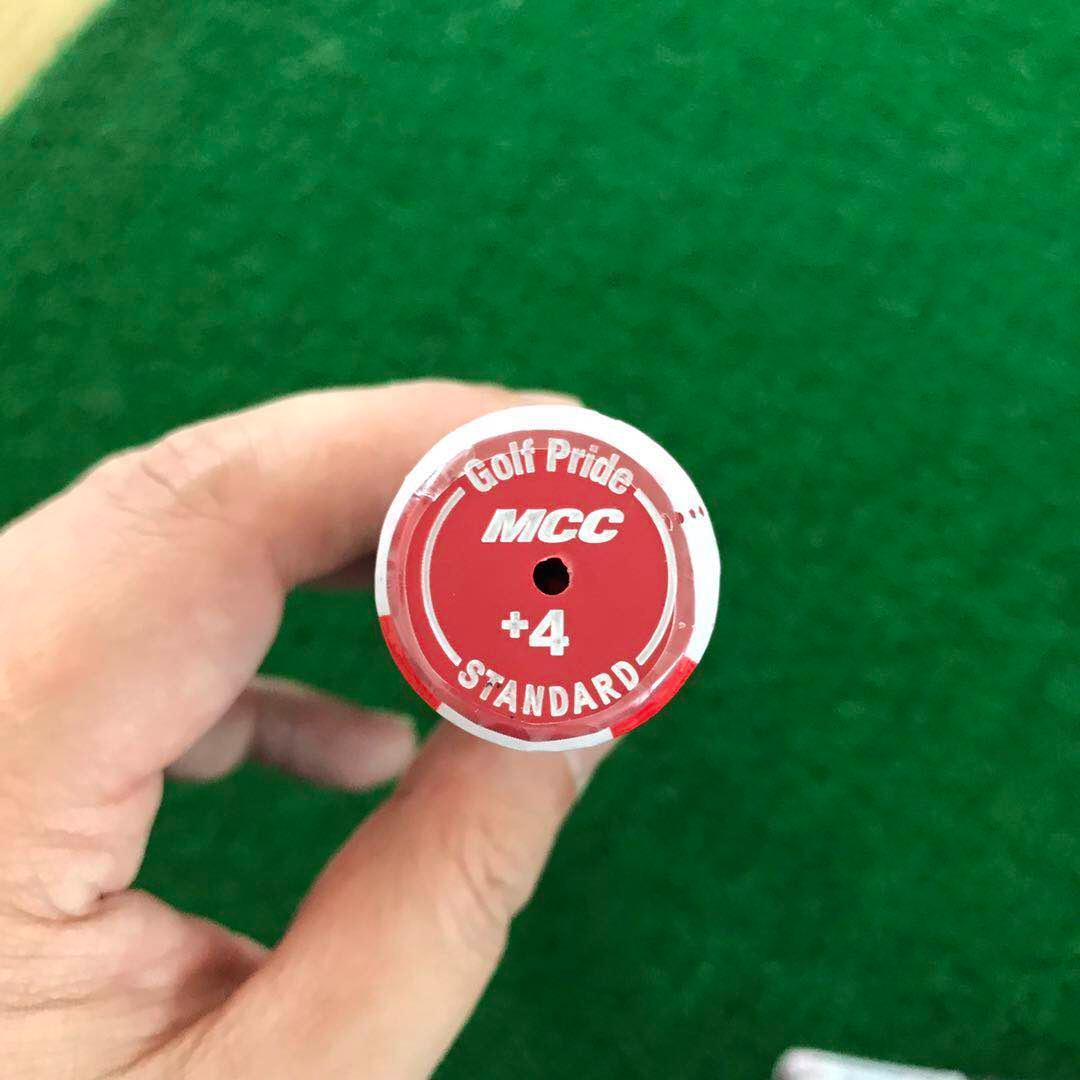 Golf Pride
MCC
+4
STANDARD